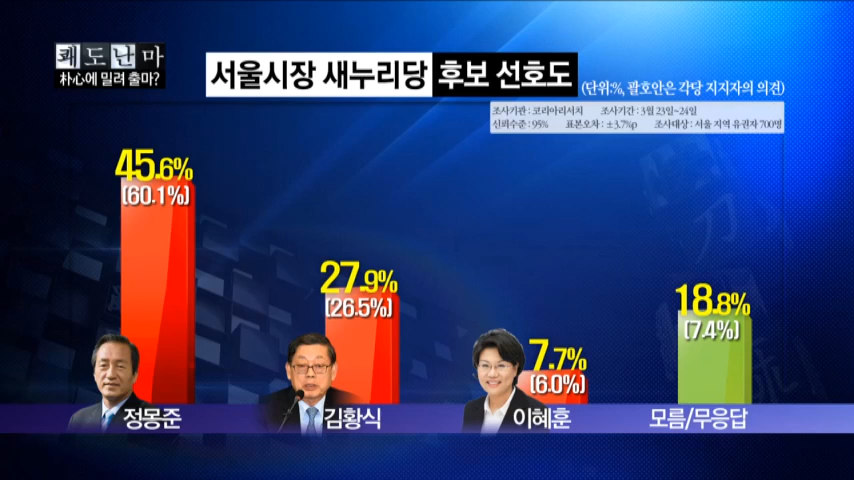 쾌도난마
朴心에 밀려 출마?
서울시장 새누리당 후보 선호도
(단위:%, 괄호안은 각당 지지자의 의견)
조사기관 : 코리아리서치 조사기간 : 3월 23일~24일
신뢰수준 : 95% 표본오차 : ±3.7%p 조사대상 : 서울 지역 유권자 700명
45.6%
(60.1%)
27.9%
(26.5%)
7.7%
(6.0%)
18.8%
(7.4%)
정몽준 김황식 이혜훈 모름/무응답